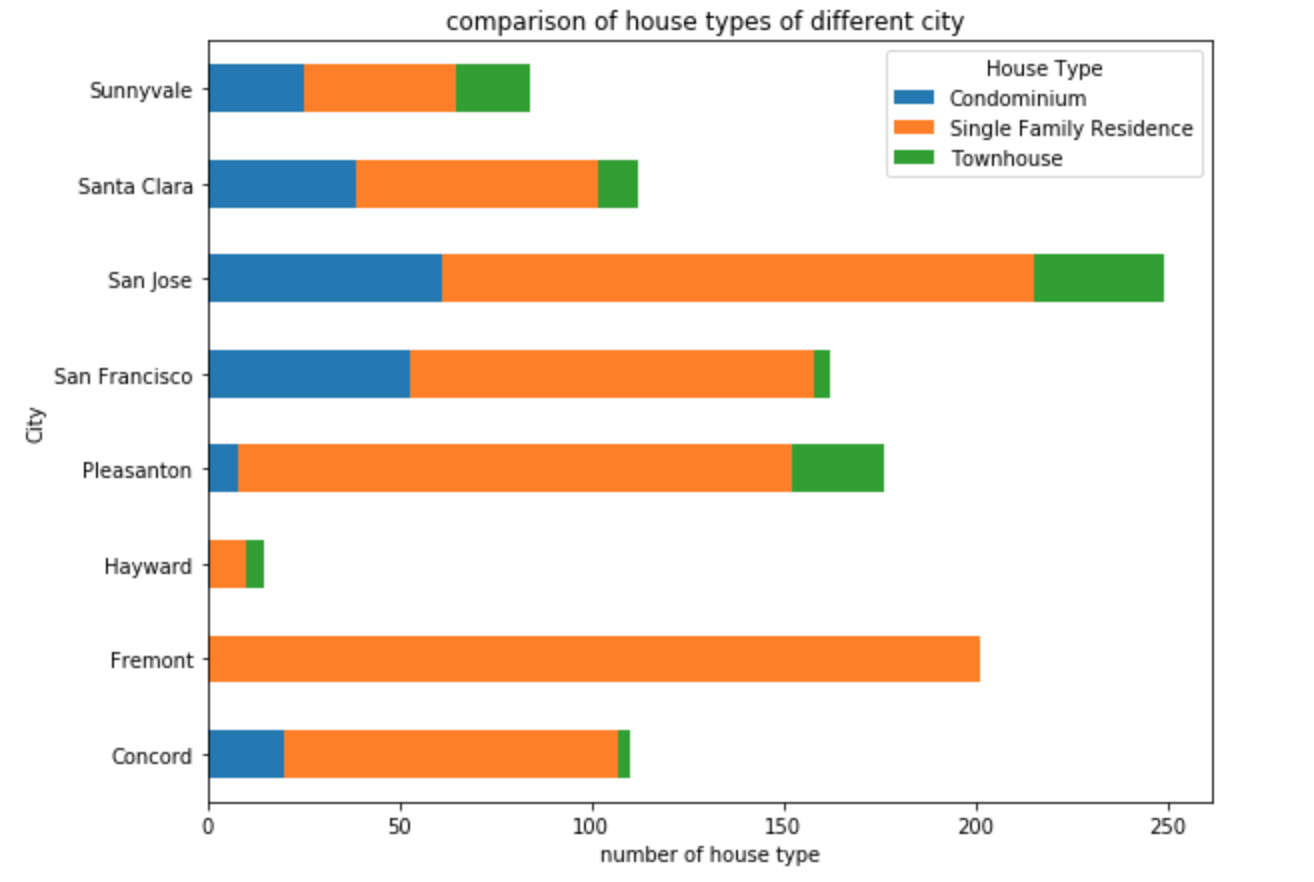 comparison of house types of different city
House Type
Condominium
Single Family Residence
Townhouse
City
Sunnyvale
Santa Clara
San Jose
San Francisco
Pleasanton
Hayward
Fremont
Concord
0 50 100 150 200 250
number of house type